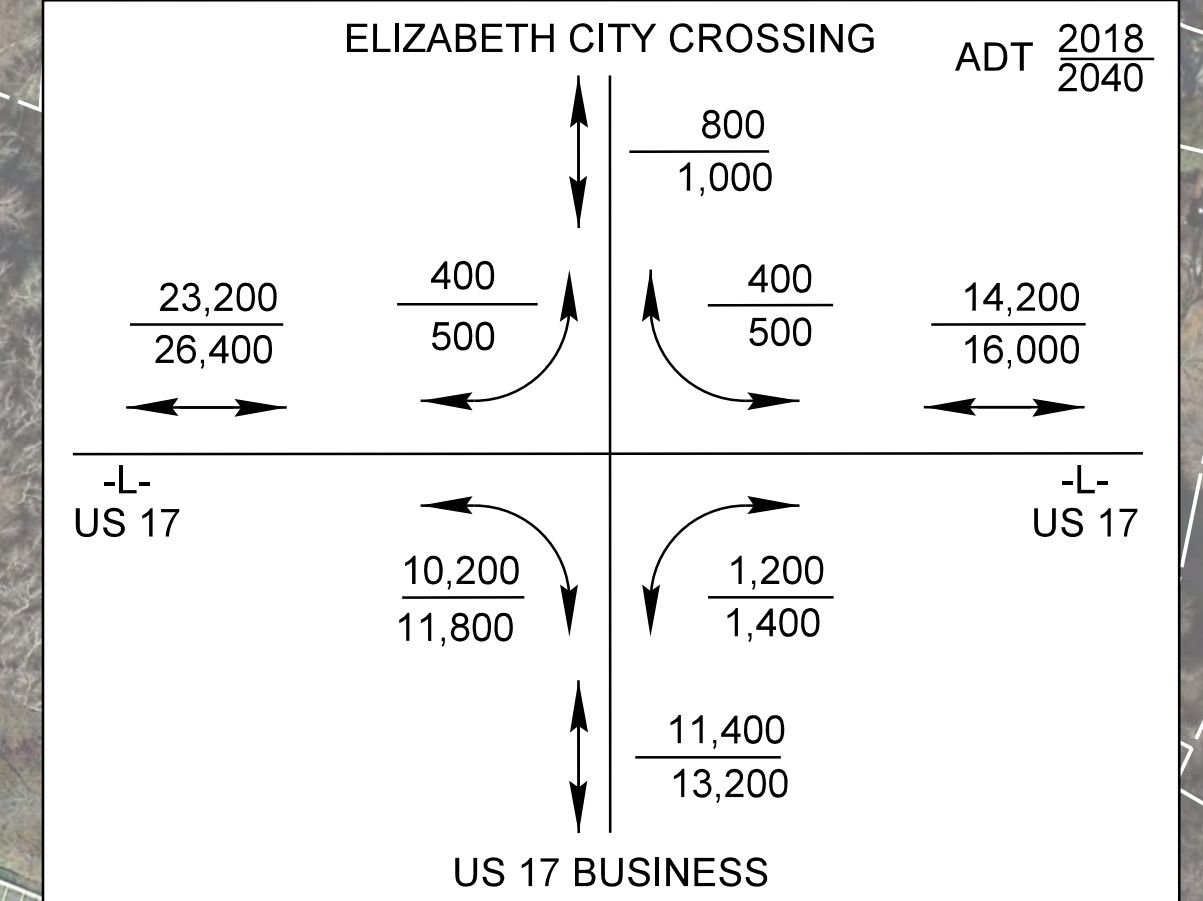 ELIZABETH CITY CROSSING
ADT 2018
2040
800
1,000
400
500
400
500
23,200
26,400
14,200
16,000
-L-
US 17
-L-
US 17
10,200
11,800
1,200
1,400
11,400
13,200
US 17 BUSINESS